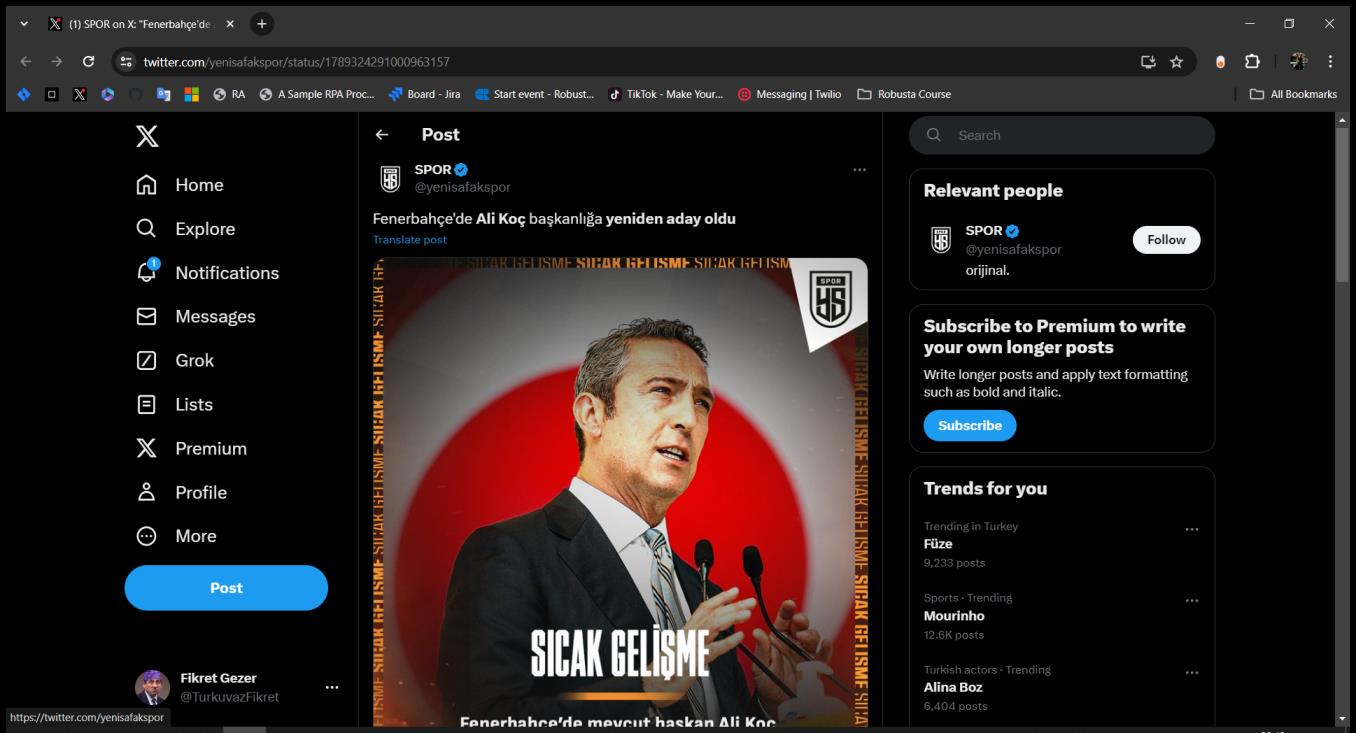 (1) SPOR on X: "Fenerbahçe'de
twitter.com/yenisafakspor/status/1789324291000963157
RA
A Sample RPA Proc...
Board - Jira
Start event - Robust...
TikTok - Make Your...
Messaging | Twilio
Robusta Course
All Bookmarks
Home
Explore
1
Notifications
Messages
Grok
Lists
Premium
Profile
More
Post
Fikret Gezer
@TurkuvazFikret
https://twitter.com/yenisafakspor
Post
SPOR
@yenisafakspor
Fenerbahçe'de Ali Koç başkanlığa yeniden aday oldu
Translate post
SICAK GELİŞME SICAK GELİŞME SICAK GELİŞME
SPOR
SICAK GELİŞME
Fenerbahçe'de mevcut başkan Ali Koç
Search
Relevant people
SPOR
@yenisafakspor
Follow
orijinal.
Subscribe to Premium to write
your own longer posts
Write longer posts and apply text formatting
such as bold and italic.
Subscribe
Trends for you
Trending in Turkey
Füze
9,233 posts
Sports · Trending
Mourinho
12.6K posts
Turkish actors · Trending
Alina Boz
6,404 posts